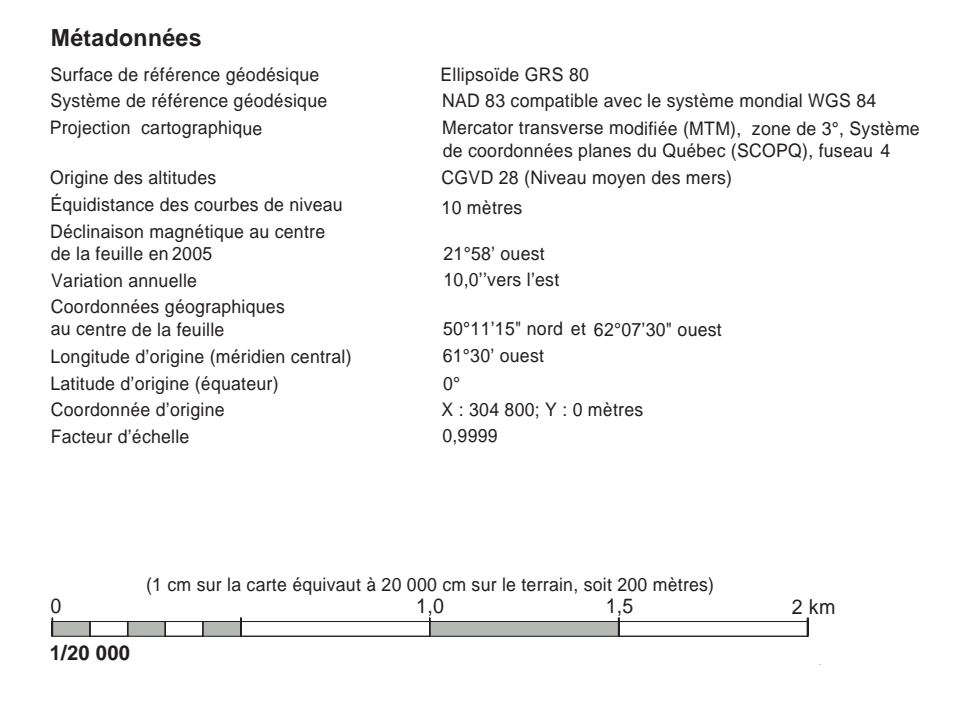 Métadonnées
Surface de référence géodésique Ellipsoïde GRS 80
Système de référence géodésique NAD 83 compatible avec le système mondial WGS 84
Projection cartographique Mercator transverse modifiée (MTM), zone de 3°, Système
de coordonnées planes du Québec (SCOPQ), fuseau 4
Origine des altitudes CGVD 28 (Niveau moyen des mers)
Équidistance des courbes de niveau 10 mètres
Déclinaison magnétique au centre
de la feuille en 2005 21°58' ouest
Variation annuelle 10,0''vers l'est
Coordonnées géographiques
au centre de la feuille 50°11'15" nord et 62°07'30" ouest
Longitude d'origine (méridien central) 61°30' ouest
Latitude d'origine (équateur) 0°
Coordonnée d'origine X : 304 800; Y : 0 mètres
Facteur d'échelle 0,9999
(1 cm sur la carte équivaut à 20 000 cm sur le terrain, soit 200 mètres)
0 1,0 1,5 2 km
1/20 000